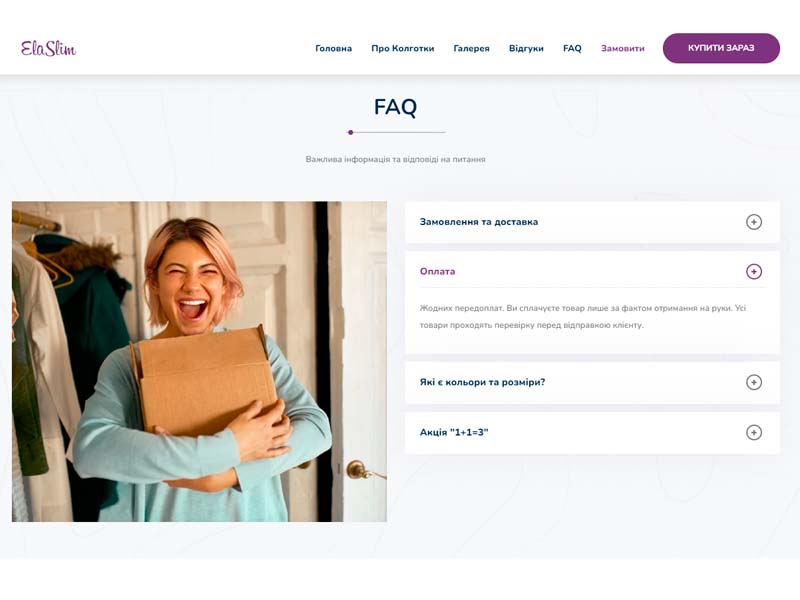 ElaSlim
Головна
Про Колготки
Галерея
Відгуки
FAQ
Замовити
КУПИТИ ЗАРАЗ
FAQ
Важлива інформація та відповіді на питання
Замовлення та доставка
Оплата
Жодних передоплат. Ви сплачуєте товар лише за фактом отримання на руки. Усі
товари проходять перевірку перед відправкою клієнту.
Які є кольори та розміри?
Акція "1+1=3"